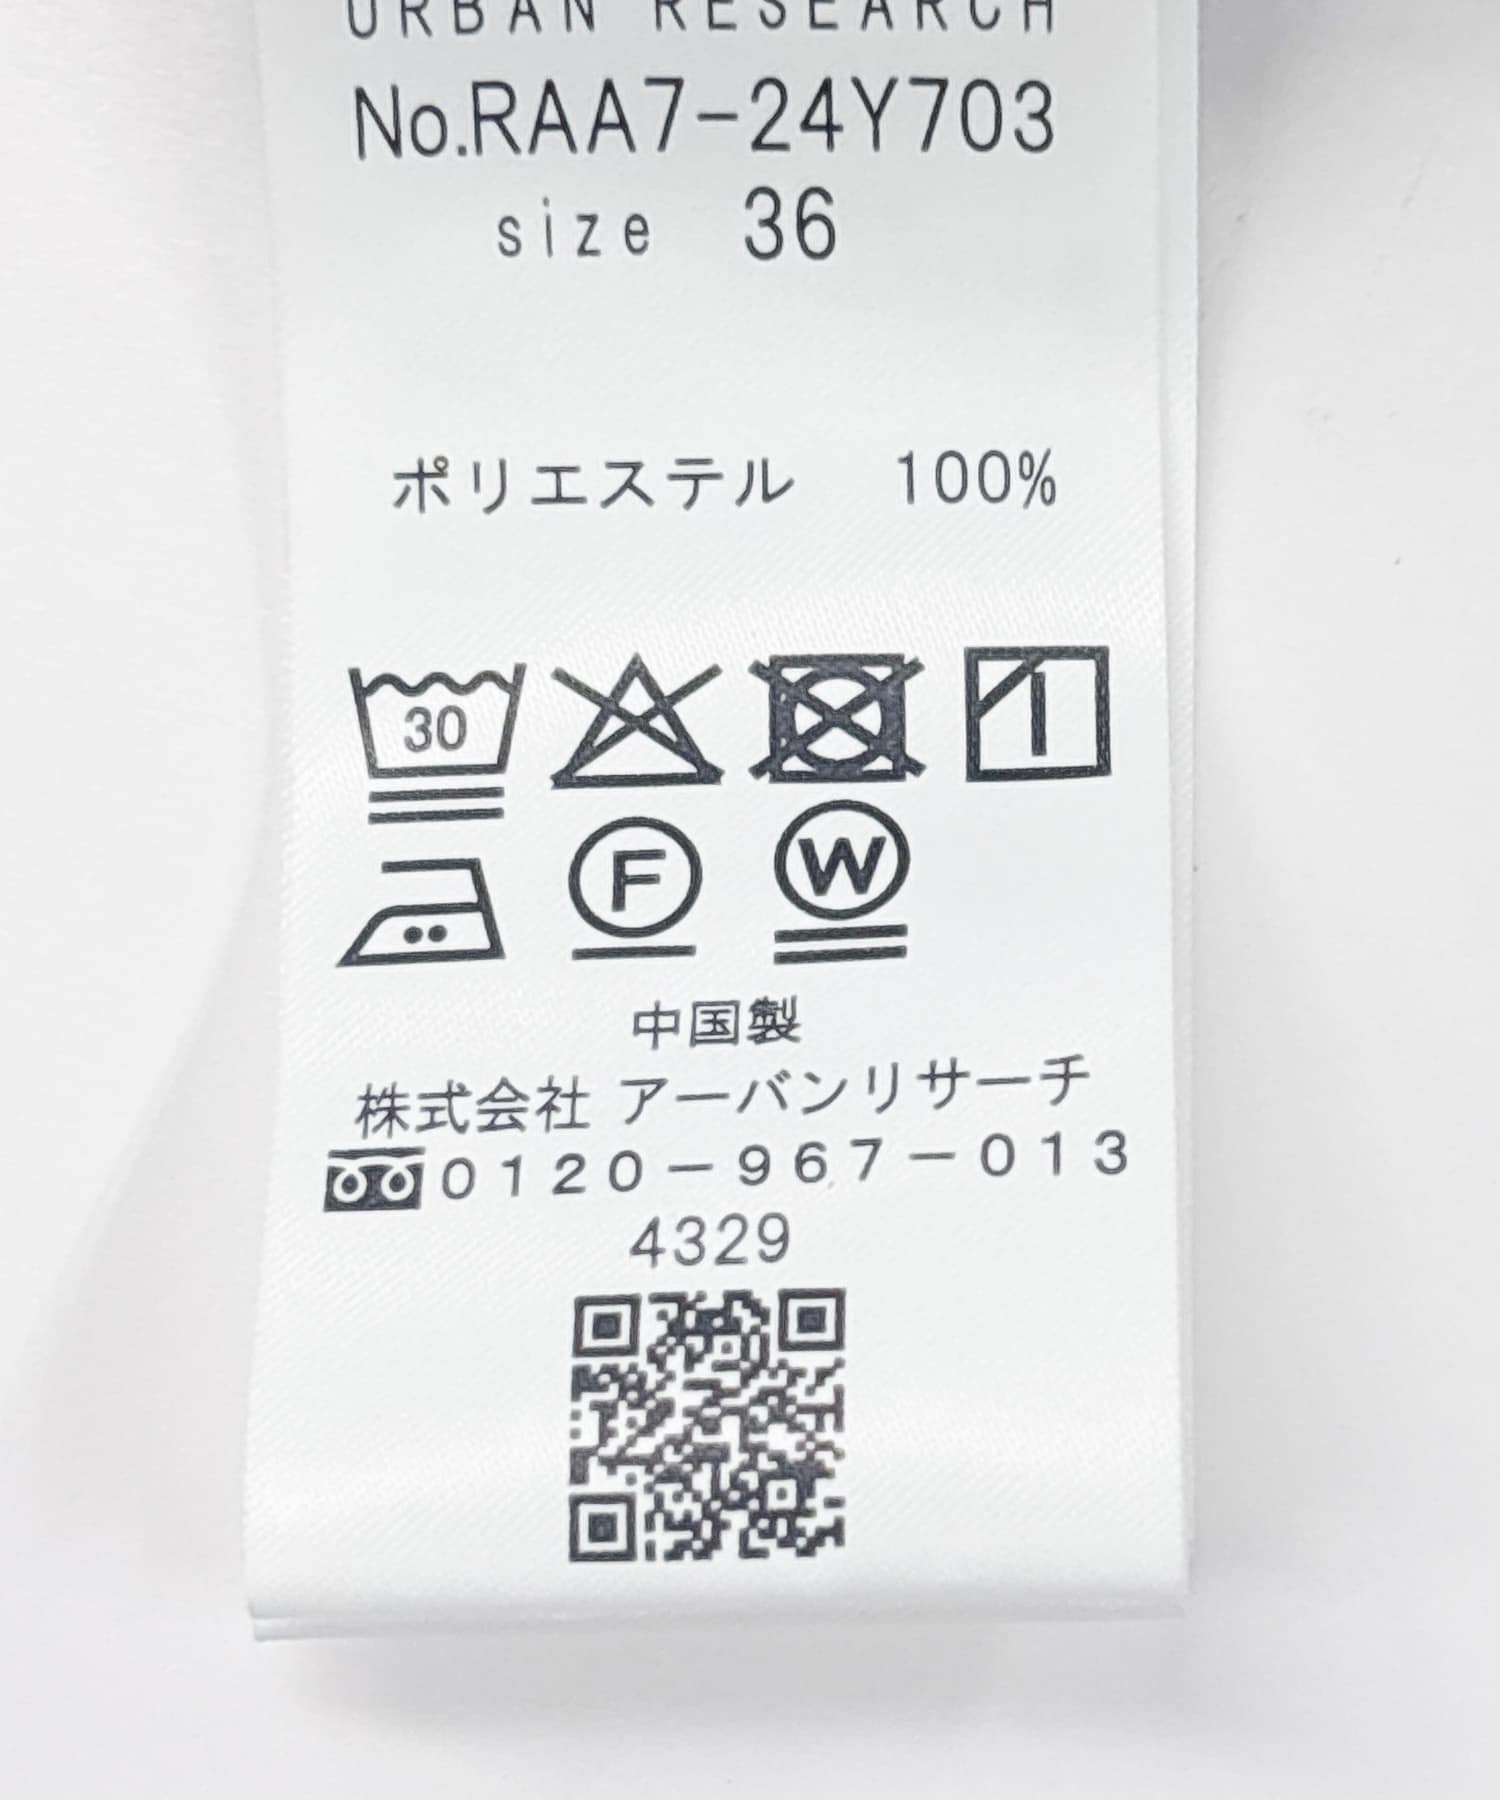 URBAN RESEARCH
No.RAA7-24Y703
size 36
ポリエステル 100%
30
F W
中国製
株式会社 アーバンリサーチ
0120-967-013
4329